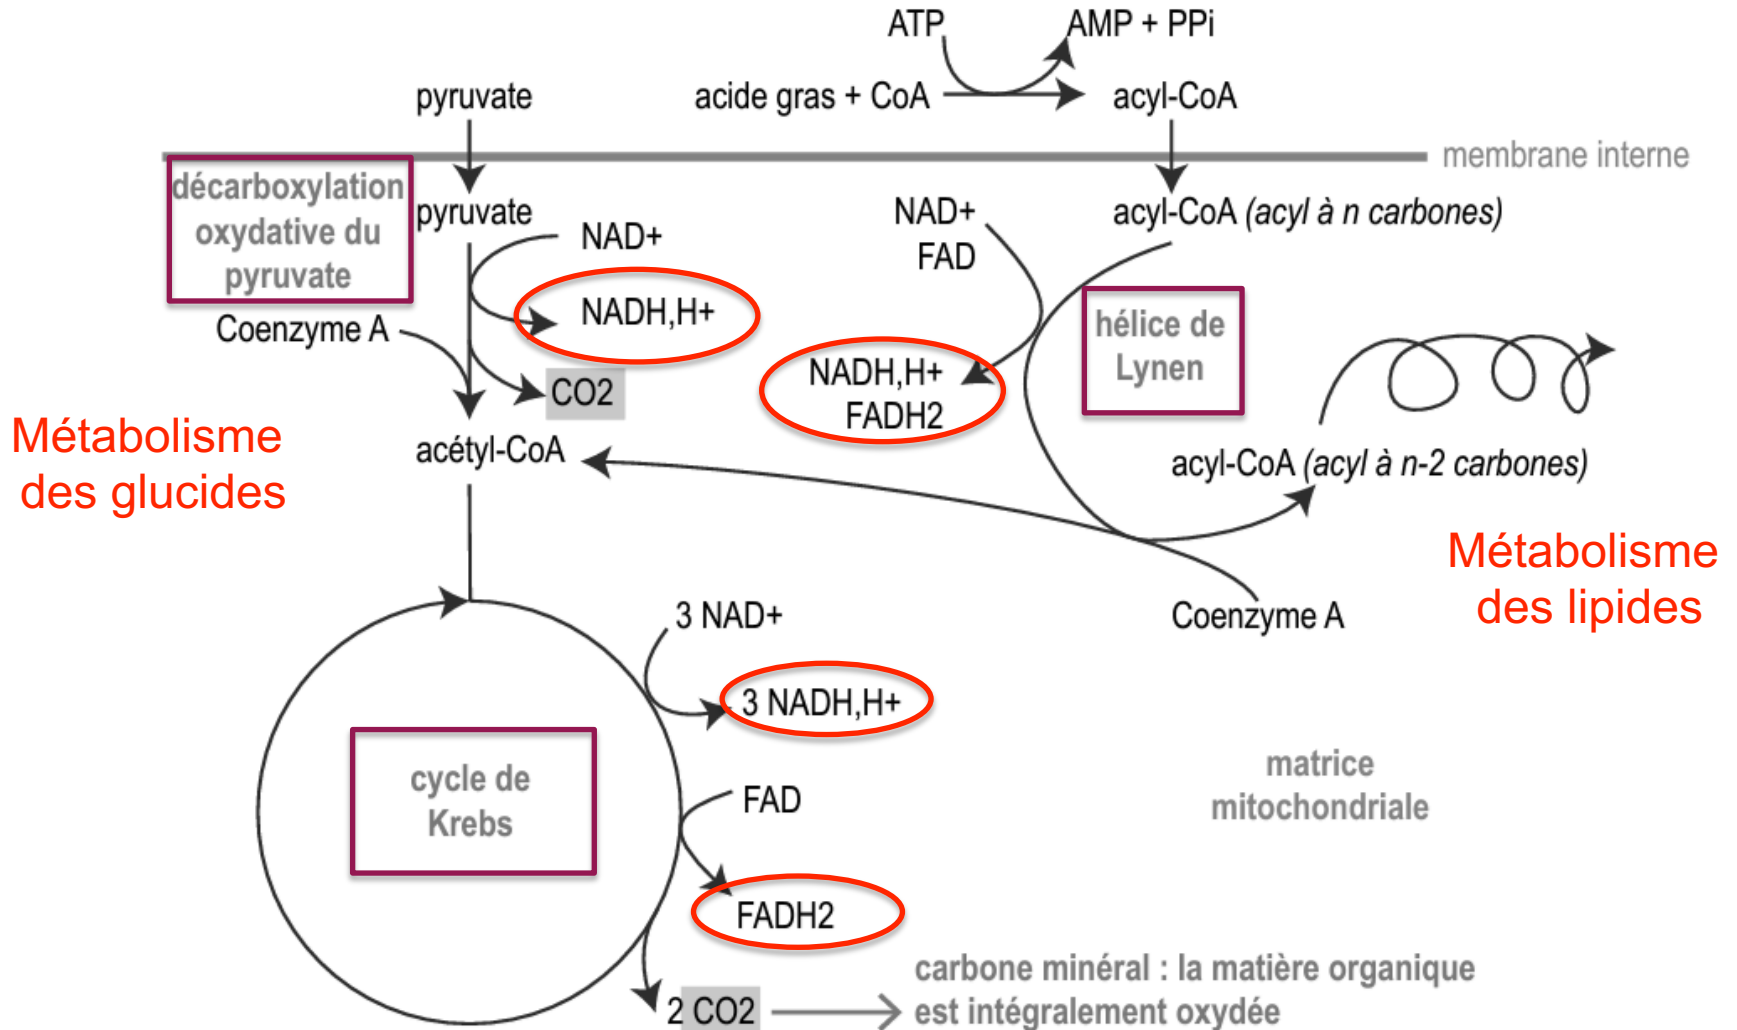 ATP
AMP + PPi
pyruvate
acide gras + CoA
acyl-CoA
membrane interne
décarboxylation
oxydative du
pyruvate
pyruvate
NAD+
NADH,H+
Coenzyme A
CO2
NAD+
FAD
acyl-CoA (acyl à n carbones)
hélice de
Lynen
NADH,H+
FADH2
Métabolisme
des glucides
acétyl-CoA
acyl-CoA (acyl à n-2 carbones)
Métabolisme
des lipides
Coenzyme A
3 NAD+
3 NADH,H+
cycle de
Krebs
FAD
FADH2
matrice
mitochondriale
2 CO2
carbone minéral : la matière organique
est intégralement oxydée